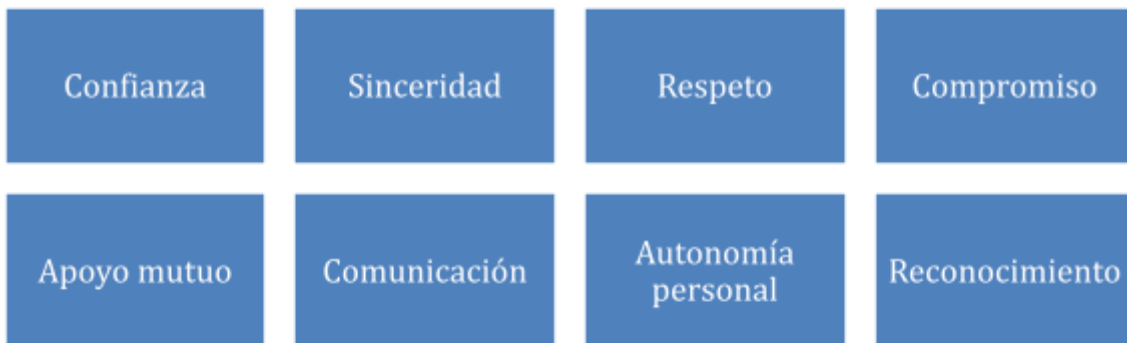 Confianza
Sinceridad
Respeto
Compromiso
Apoyo mutuo
Comunicación
Autonomía
personal
Reconocimiento